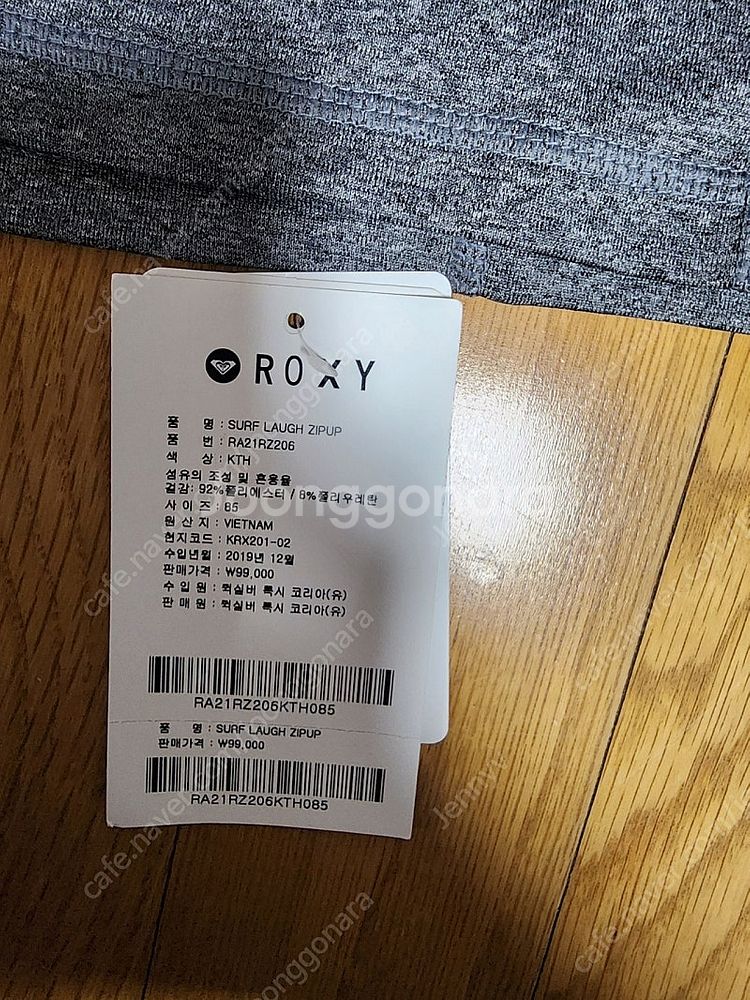 ROXY
품 명 : SURF LAUGH ZIPUP
품 번 : RA21RZ206
색 상 : KTH
섬유의 조성 및 혼용율
겉감: 92%폴리에스터 / 8%폴리우레탄
사 이 즈 : 85
원 산 지 : VIETNAM
현지코드 : KRX201-02
수입년월 : 2019년 12월
판매가격 : ₩99,000
수 입 원 : 퀵실버 록시 코리아(유)
판 매 원 : 퀵실버 록시 코리아(유)
RA21RZ206KTH085
품 명 : SURF LAUGH ZIPUP
판매가격 : ₩99,000
RA21RZ206KTH085
Joonggonara